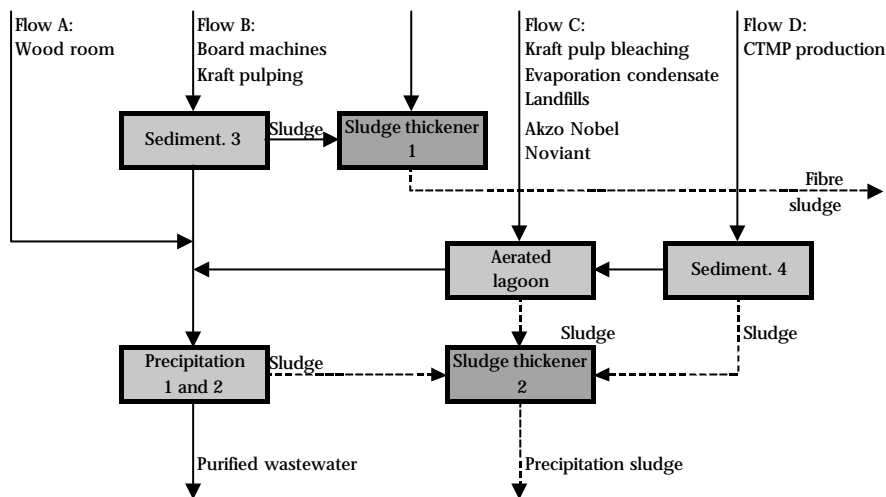 Flow A:
Wood room
Flow B:
Board machines
Kraft pulping
Flow C:
Kraft pulp bleaching
Evaporation condensate
Landfills
Akzo Nobel
Noviant
Flow D:
CTMP production
Sediment. 3
Sludge
Sludge thickener
1
Fibre
sludge
Aerated
lagoon
Sediment. 4
Sludge
Sludge
Precipitation
1 and 2
Sludge
Sludge thickener
2
Purified wastewater
Precipitation sludge